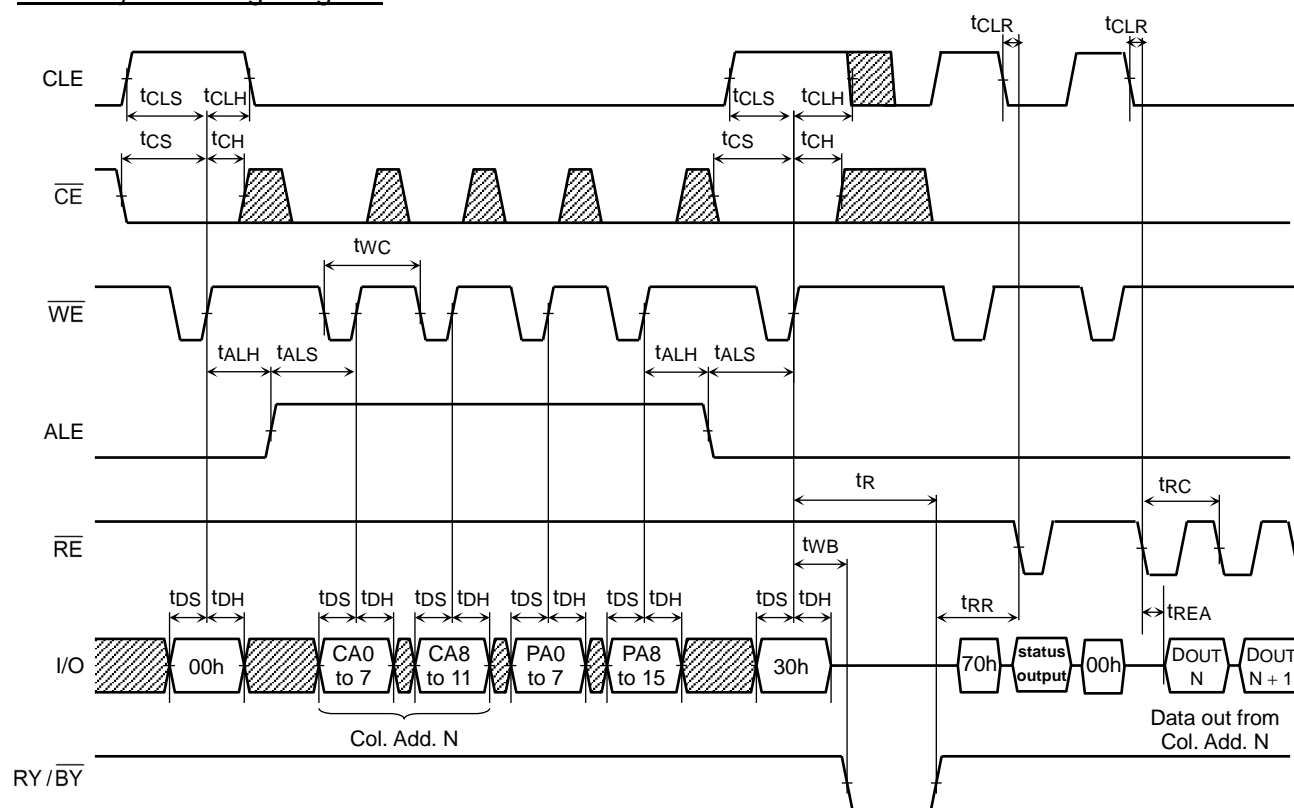 tCLR tCLR
CLE
tCLS tCLH tCLS tCLH
tCS tCH tCS tCH
CE
tWC
WE
tALH tALS tALH tALS
ALE
tR tRC
RE
tWB
tDS tDH tDS tDH tDS tDH tDS tDH tDS tDH tDS tDH tRR tREA
I/O 00h CA0 to 7 CA8 to 11 PA0 to 7 PA8 to 15 30h 70h status output 00h DOUT N DOUT N + 1
Col. Add. N
Data out from
Col. Add. N
RY / BY